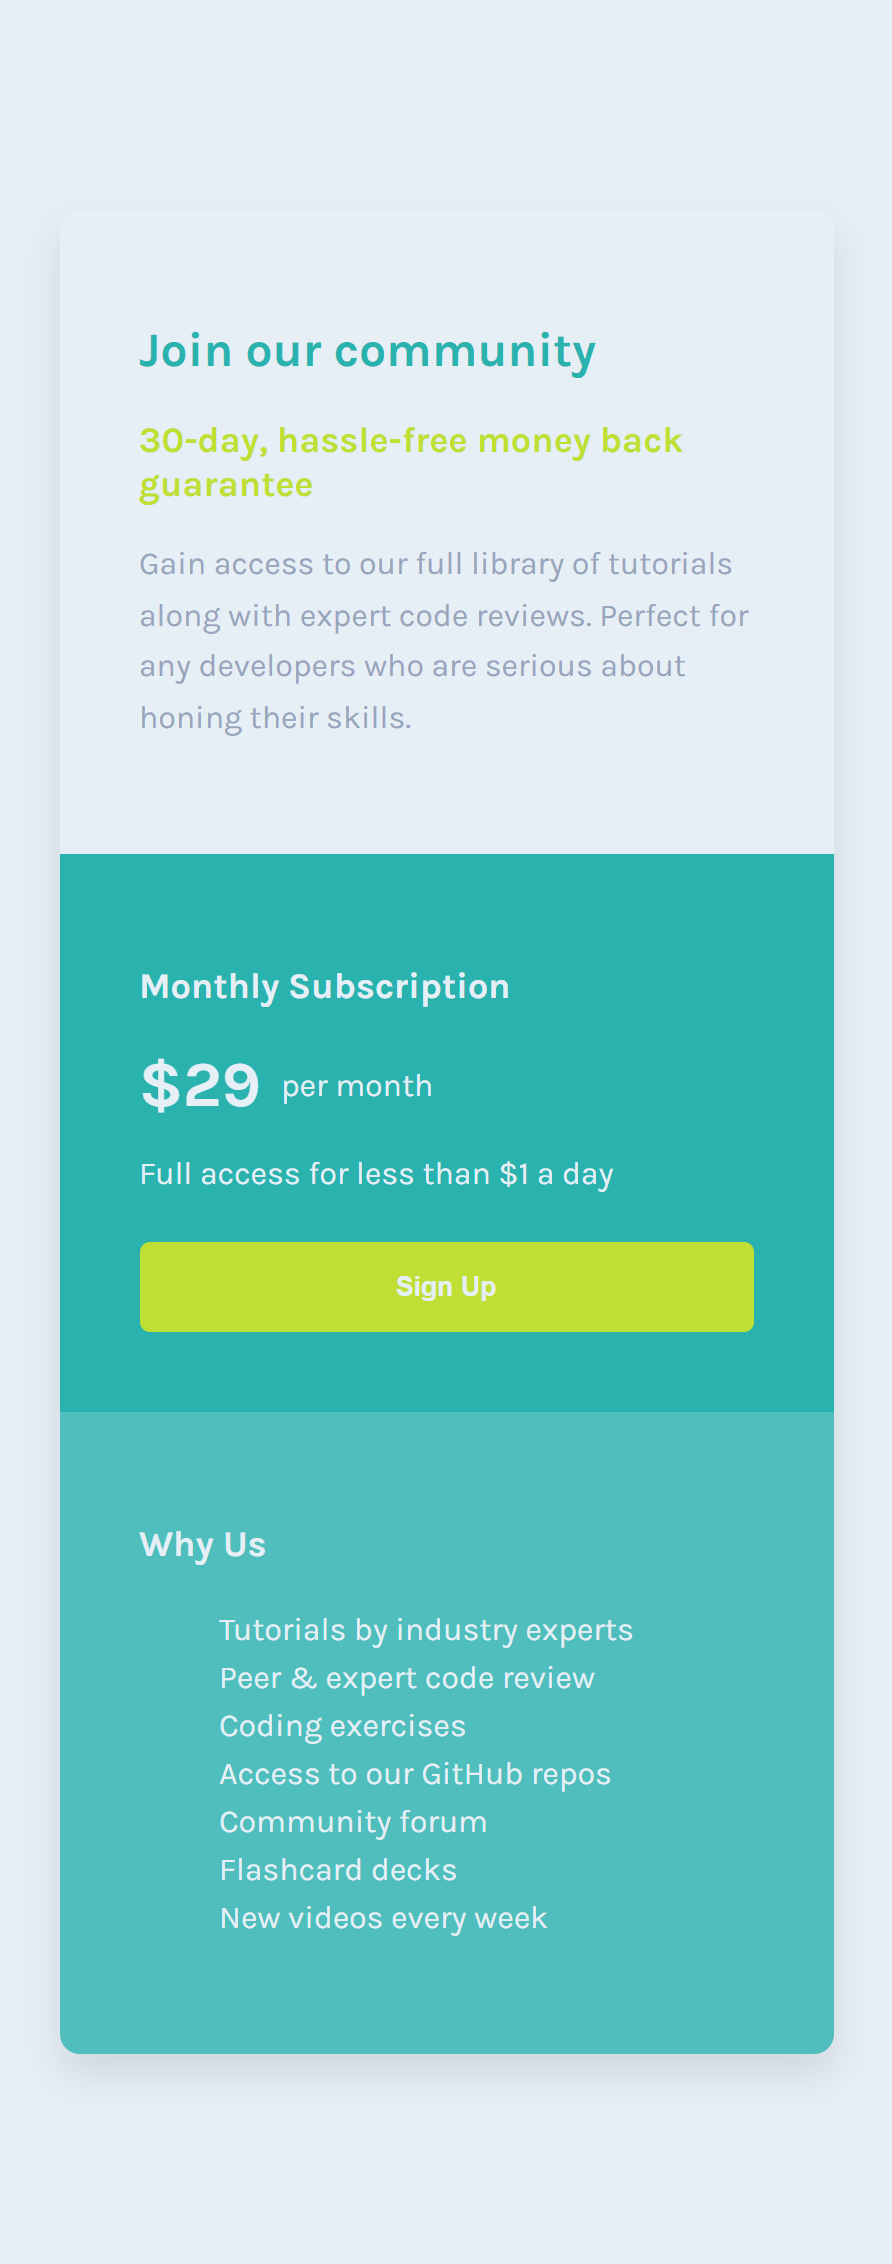 Join our community
30-day, hassle-free money back
guarantee
Gain access to our full library of tutorials
along with expert code reviews. Perfect for
any developers who are serious about
honing their skills.
Monthly Subscription
$29 per month
Full access for less than $1 a day
Sign Up
Why Us
Tutorials by industry experts
Peer & expert code review
Coding exercises
Access to our GitHub repos
Community forum
Flashcard decks
New videos every week